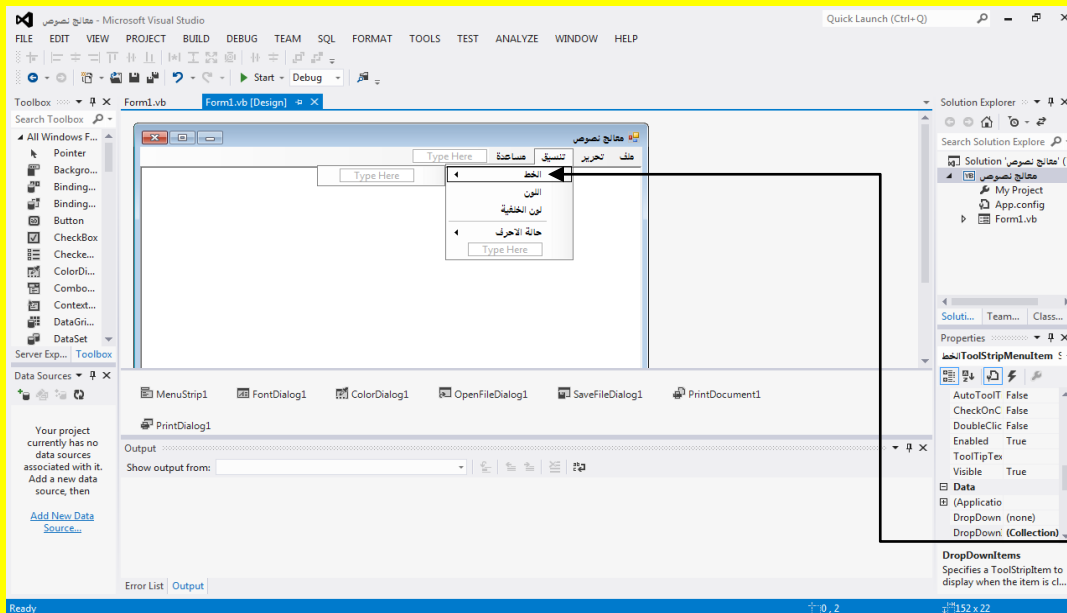 معالج نصوص - Microsoft Visual Studio
Quick Launch (Ctrl+Q)
FILE EDIT VIEW PROJECT BUILD DEBUG TEAM SQL FORMAT TOOLS TEST ANALYZE WINDOW HELP
Start Debug
Toolbox
Search Toolbox
All Windows F...
Pointer
Backgro...
Binding...
Binding...
Button
CheckBox
Checke...
ColorDi...
Combo...
Context...
DataGri...
DataSet
Server Exp... Toolbox
Data Sources
Your project
currently has no
data sources
associated with it.
Add a new data
source, then
Add New Data
Source...
Form1.vb Form1.vb [Design]
معالج نصوص
ملف تحرير تنسيق مساعدة Type Here
الخط Type Here
اللون
لون الخلفية
حالة الاحرف
Type Here
MenuStrip1 FontDialog1 ColorDialog1 OpenFileDialog1 SaveFileDialog1 PrintDocument1
PrintDialog1
Output
Show output from:
Error List Output
Solution Explorer
Search Solution Explore
Solution 'معالج نصوص' (
معالج نصوص
My Project
App.config
Form1.vb
Soluti... Team... Class...
Properties
الخطToolStripMenuItem S
AutoToolT False
CheckOnC False
DoubleClic False
Enabled True
ToolTipTex
Visible True
Data
(Applicatio
DropDown (none)
DropDown (Collection)
DropDownItems
Specifies a ToolStripItem to
display when the item is cl...
Ready 0 , 2 152 x 22